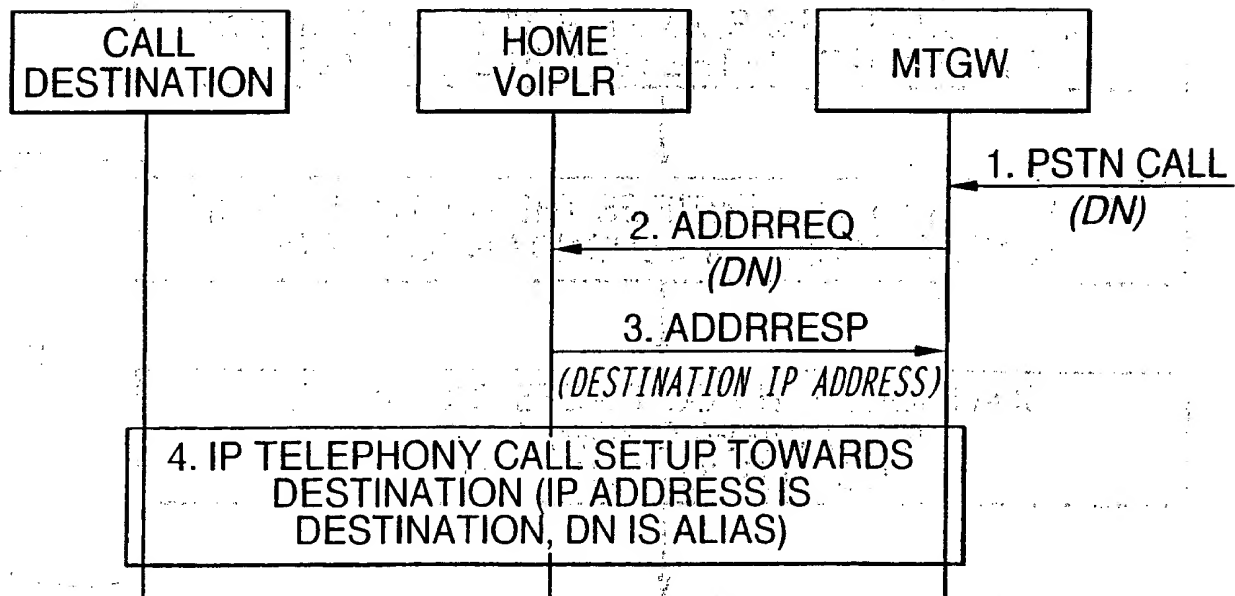 CALL
DESTINATION
HOME
VoIPLR
MTGW
1. PSTN CALL
(DN)
2. ADDRREQ
(DN)
3. ADDRRESP
(DESTINATION IP ADDRESS)
4. IP TELEPHONY CALL SETUP TOWARDS
DESTINATION (IP ADDRESS IS
DESTINATION, DN IS ALIAS)